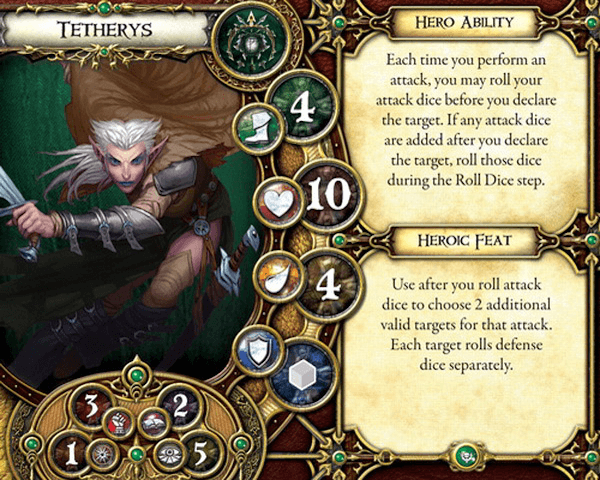 TETHERYS
4
10
4
3
2
1
5
HERO ABILITY
Each time you perform an
attack, you may roll your
attack dice before you declare
the target. If any attack dice
are added after you declare
the target, roll those dice
during the Roll Dice step.
HEROIC FEAT
Use after you roll attack
dice to choose 2 additional
valid targets for that attack.
Each target rolls defense
dice separately.